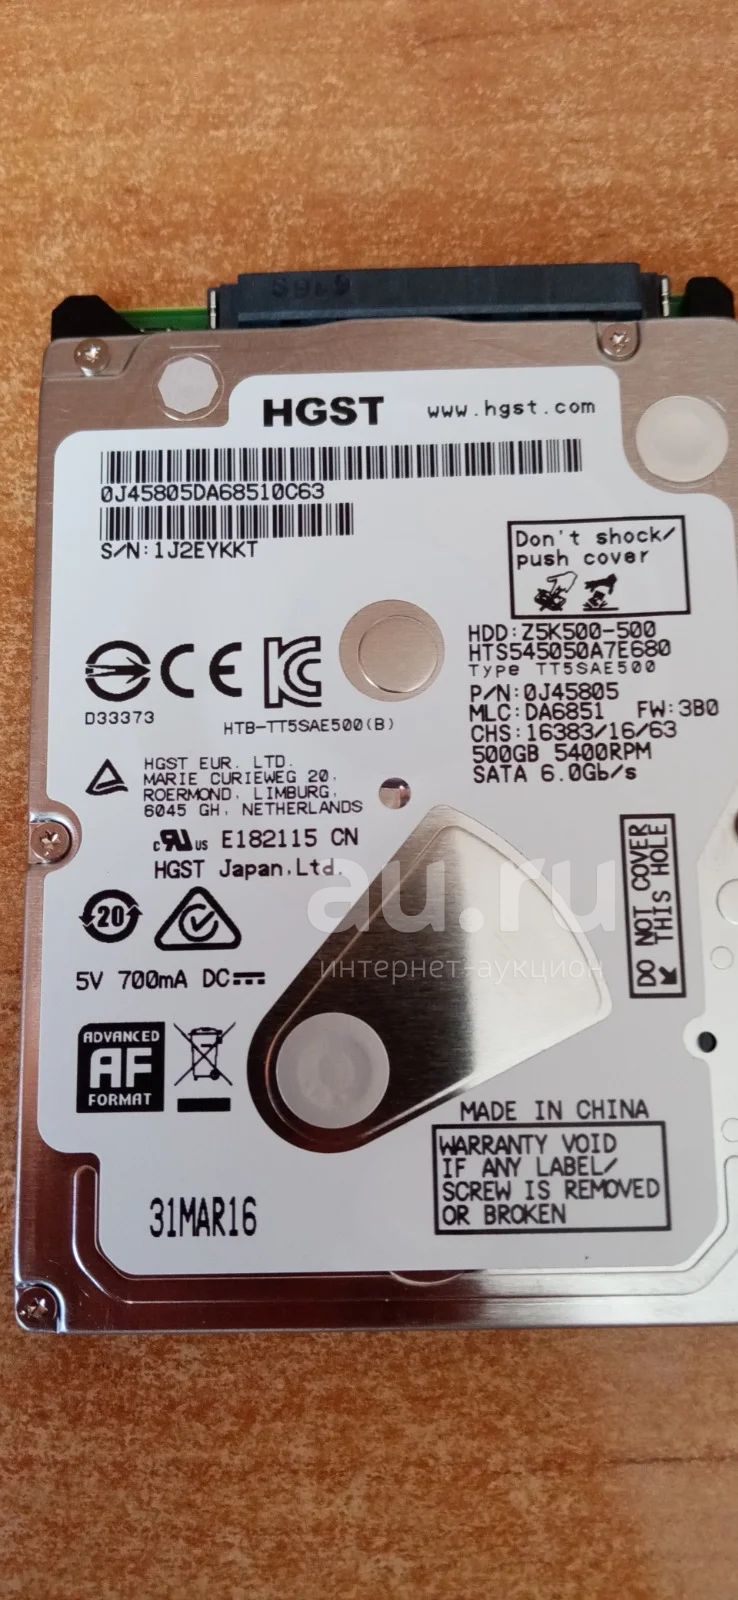 HGST www.hgst.com
0J45805DA68510C63
S/N:1J2EYKKT
Don't shock/
push cover
HDD:Z5K500-500
HTS545050A7E680
Type TT5SAE500
P/N:0J45805
MLC:DA6851 FW:3B0
CHS:16383/16/63
500GB 5400RPM
SATA 6.0Gb/s
D33373
HTB-TT5SAE500(B)
HGST EUR. LTD.
MARIE CURIEWEG 20,
ROERMOND, LIMBURG,
6045 GH, NETHERLANDS
c RU us E182115 CN
HGST Japan,Ltd.
DO NOT COVER
THIS HOLE
au.ru
интернет-аукцион
20
5V 700mA DC
ADVANCED
AF
FORMAT
MADE IN CHINA
WARRANTY VOID
IF ANY LABEL/
SCREW IS REMOVED
OR BROKEN
31MAR16